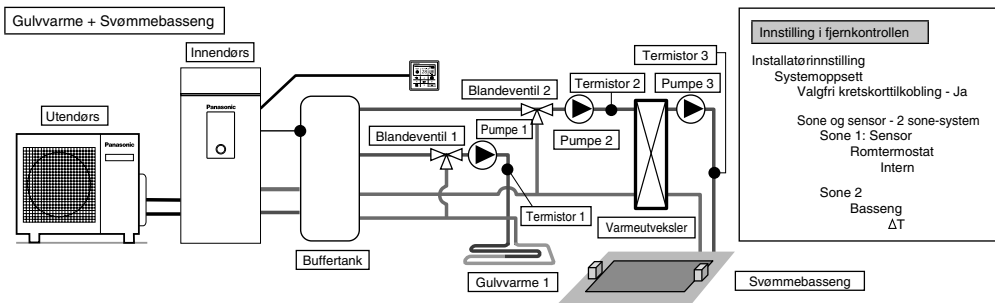 Gulvvarme + Svømmebasseng
Innendørs
Panasonic
Utendørs
Panasonic
Buffertank
Blandeventil 1
Pumpe 1
Blandeventil 2
Termistor 2
Pumpe 2
Termistor 3
Pumpe 3
Termistor 1
Varmeutveksler
Gulvvarme 1
Svømmebasseng
Innstilling i fjernkontrollen
Installatørinnstilling
Systemoppsett
Valgfri kretskorttilkobling - Ja
Sone og sensor - 2 sone-system
Sone 1: Sensor
Romtermostat
Intern
Sone 2
Basseng
ΔT